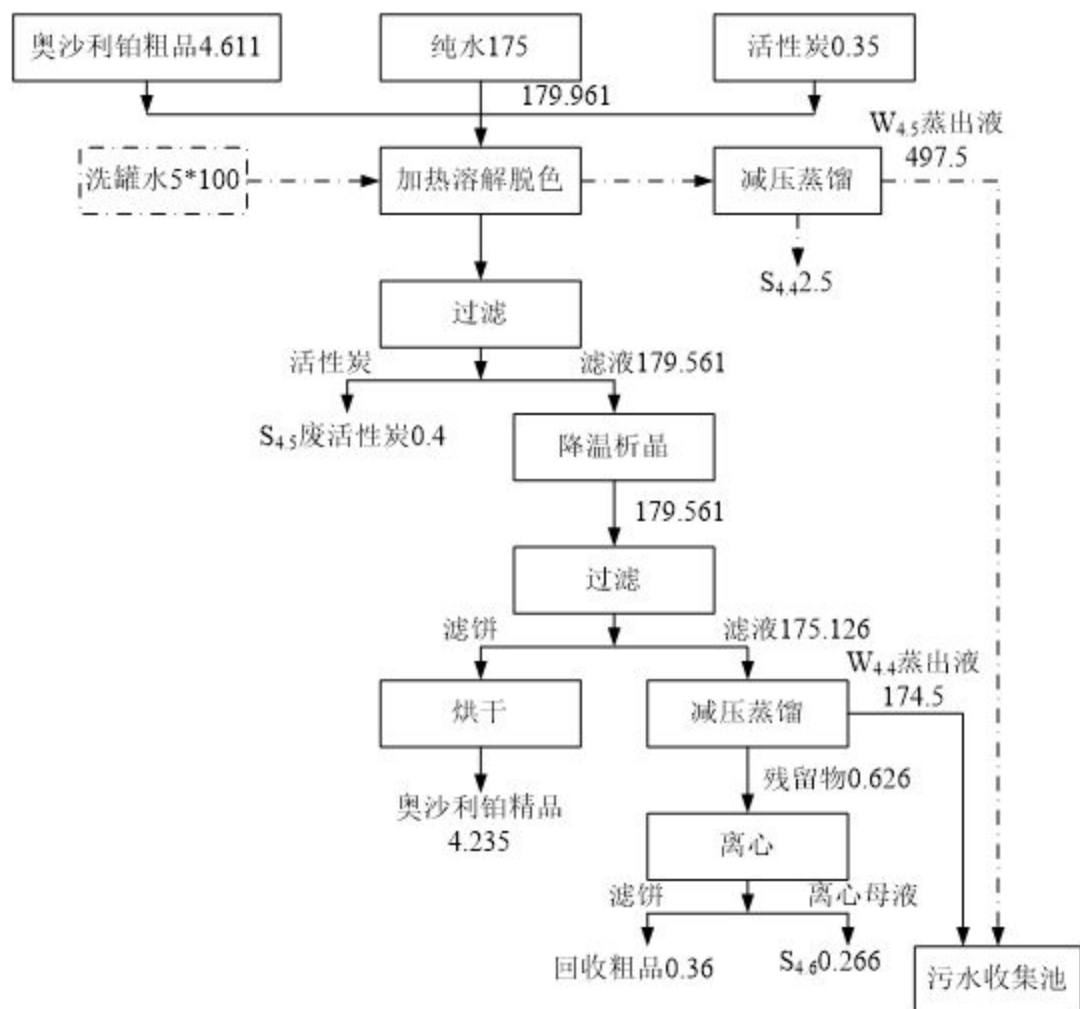 奥沙利铂粗品4.611
纯水175
活性炭0.35
179.961
W4.5蒸出液
497.5
洗罐水5*100
加热溶解脱色
减压蒸馏
S4.42.5
过滤
活性炭
滤液179.561
S4.5废活性炭0.4
降温析晶
179.561
过滤
滤饼
滤液175.126
W4.4蒸出液
174.5
烘干
减压蒸馏
残留物0.626
奥沙利铂精品
4.235
离心
滤饼
离心母液
回收粗品0.36
S4.60.266
污水收集池